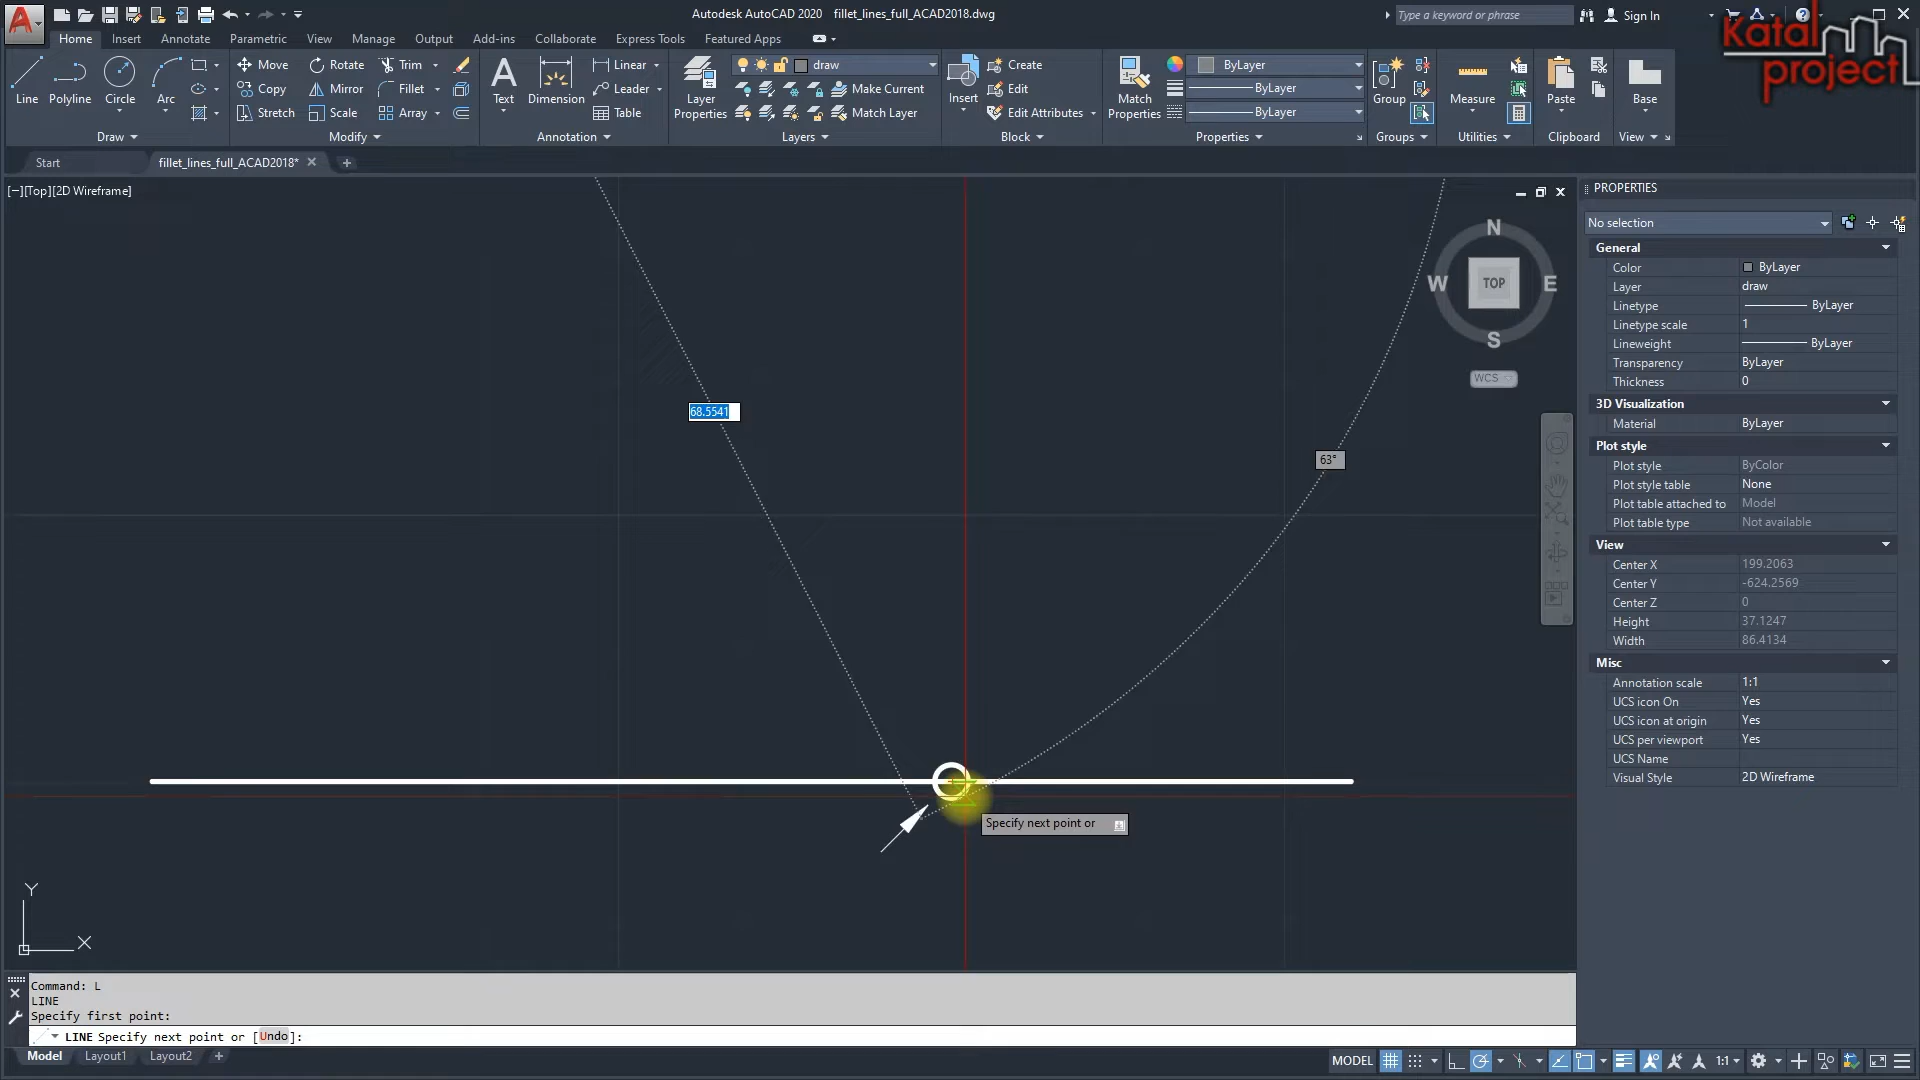 Autodesk AutoCAD 2020 fillet_lines_full_ACAD2018.dwg
Type a keyword or phrase
Sign In
Katal
project
Home Insert Annotate Parametric View Manage Output Add-ins Collaborate Express Tools Featured Apps
Line Polyline Circle Arc
Move Rotate Trim
Copy Mirror Fillet
Stretch Scale Array
Text Dimension
Linear
Leader
Table
Layer
Properties
draw
Make Current
Match Layer
Insert
Create
Edit
Edit Attributes
Match
Properties
ByLayer
ByLayer
ByLayer
Group
Measure
Paste
Base
Draw Modify Annotation Layers Block Properties Groups Utilities Clipboard View
Start
fillet_lines_full_ACAD2018*
[−][Top][2D Wireframe]
N
W TOP E
S
WCS
68.5541
63°
Specify next point or
Y
X
PROPERTIES
No selection
General
Color ByLayer
Layer draw
Linetype ByLayer
Linetype scale 1
Lineweight ByLayer
Transparency ByLayer
Thickness 0
3D Visualization
Material ByLayer
Plot style
Plot style ByColor
Plot style table None
Plot table attached to Model
Plot table type Not available
View
Center X 199.2063
Center Y -624.2569
Center Z 0
Height 37.1247
Width 86.4134
Misc
Annotation scale 1:1
UCS icon On Yes
UCS icon at origin Yes
UCS per viewport Yes
UCS Name
Visual Style 2D Wireframe
Command: L
LINE
Specify first point:
LINE Specify next point or [Undo]:
Model Layout1 Layout2
MODEL
1:1